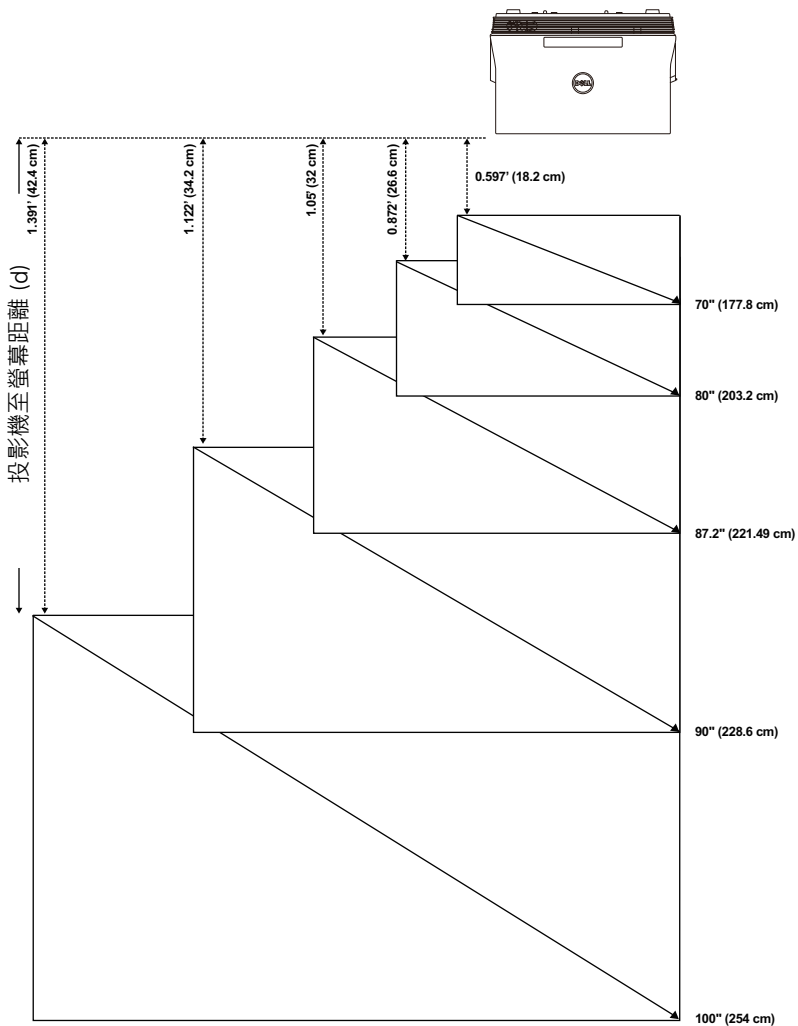 DELL
投影機至螢幕距離 (d)
1.391' (42.4 cm)
1.122' (34.2 cm)
1.05' (32 cm)
0.872' (26.6 cm)
0.597' (18.2 cm)
70" (177.8 cm)
80" (203.2 cm)
87.2" (221.49 cm)
90" (228.6 cm)
100" (254 cm)